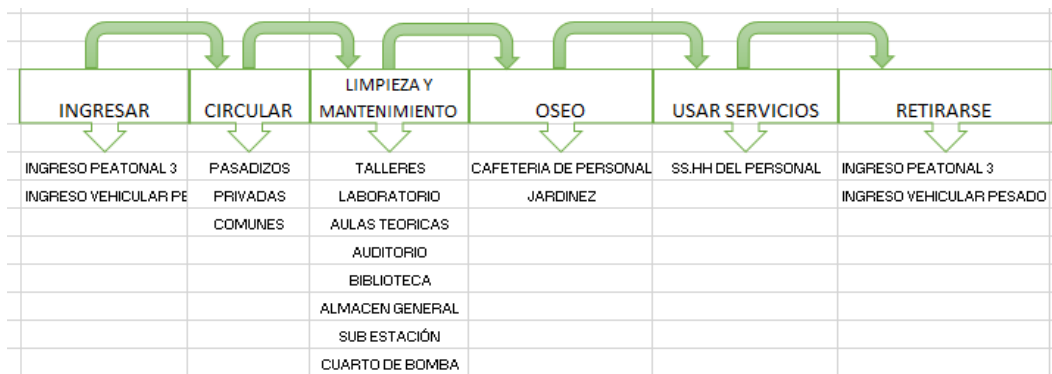 INGRESAR CIRCULAR LIMPIEZA Y MANTENIMIENTO OSEO USAR SERVICIOS RETIRARSE
INGRESO PEATONAL 3 PASADIZOS TALLERES CAFETERIA DE PERSONAL SS.HH DEL PERSONAL INGRESO PEATONAL 3
INGRESO VEHICULAR PE PRIVADAS LABORATORIO JARDINEZ INGRESO VEHICULAR PESADO
COMUNES AULAS TEORICAS
AUDITORIO
BIBLIOTECA
ALMACEN GENERAL
SUB ESTACIÓN
CUARTO DE BOMBA